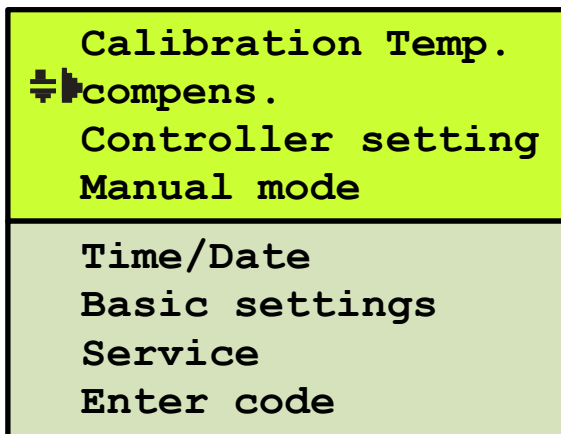 Calibration Temp.
compens.
Controller setting
Manual mode
Time/Date
Basic settings
Service
Enter code